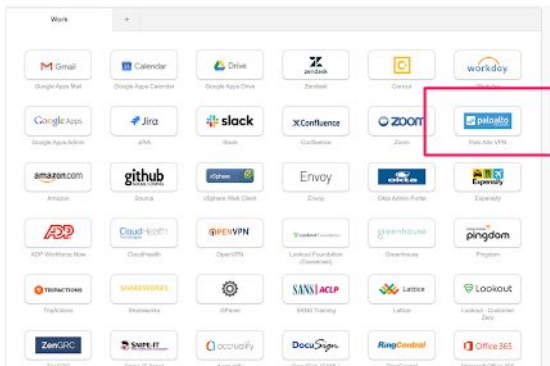 Work +
Gmail Calendar Drive zendesk C workday.
Google Apps Mail Google Apps Calendar Google Apps Drive Zendesk Concur
Google Apps Jira slack Confluence zoom paloalto
Google Apps Admin JIRA Slack Confluence Zoom Palo Alto VPN
amazon.com github vSphere Envoy okta Expensify
Amazon Source vSphere Web Client Envoy Okta Admin Portal Expensify
ADP CloudHealth OPENVPN Lookout Foundation greenhouse pingdom
ADP Workforce Now CloudHealth OpenVPN Lookout Foundation Greenhouse Pingdom
TRIPACTIONS SHAREWORKS SANS ACLP Lattice Lookout
TripActions Shareworks SANS Training Lattice Lookout - Customer
Zero
ZenGRC SNIPE-IT accruify DocuSign RingCentral Office 365